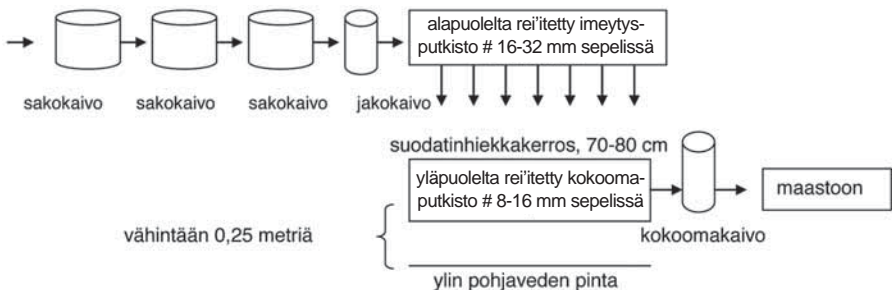 alapuolelta rei'itetty imeytys-
putkisto # 16-32 mm sepelissä
sakokaivo
sakokaivo
sakokaivo
jakokaivo
suodatinhiekkakerros, 70-80 cm
yläpuolelta rei'itetty kokooma-
putkisto # 8-16 mm sepelissä
maastoon
vähintään 0,25 metriä
kokoomakaivo
ylin pohjaveden pinta